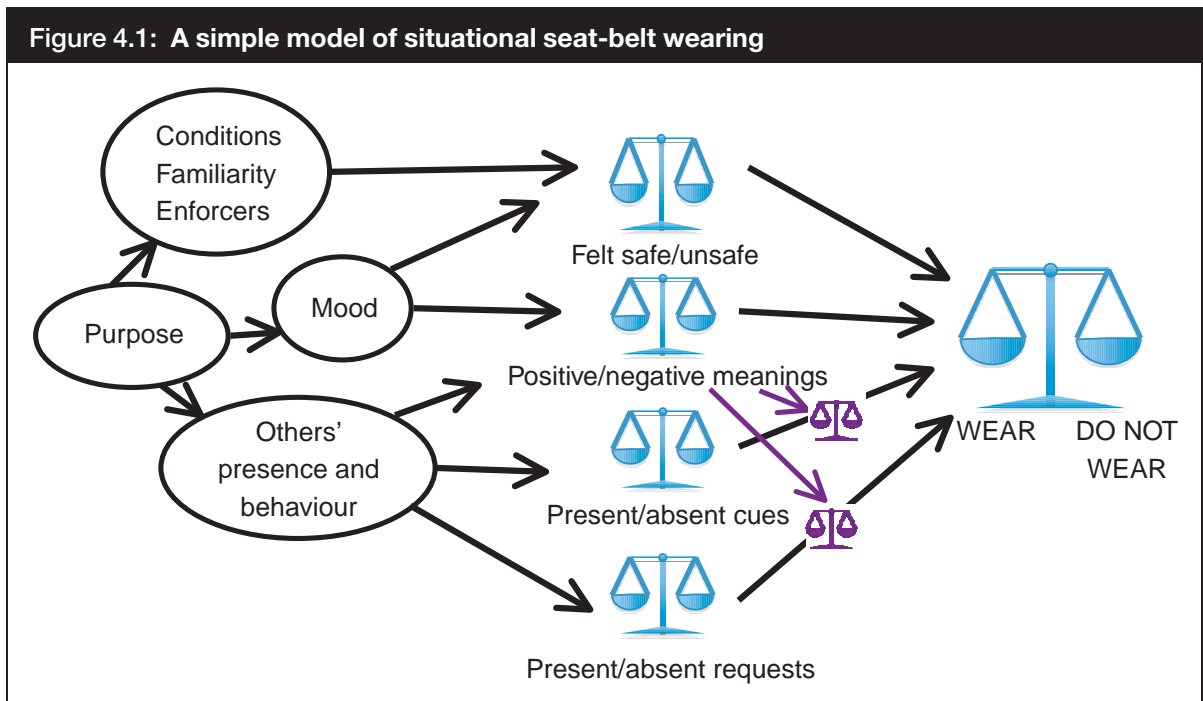 Figure 4.1: A simple model of situational seat-belt wearing
Conditions
Familiarity
Enforcers
Felt safe/unsafe
Mood
Purpose
Positive/negative meanings
WEAR
DO NOT
WEAR
Others'
presence and
behaviour
Present/absent cues
Present/absent requests